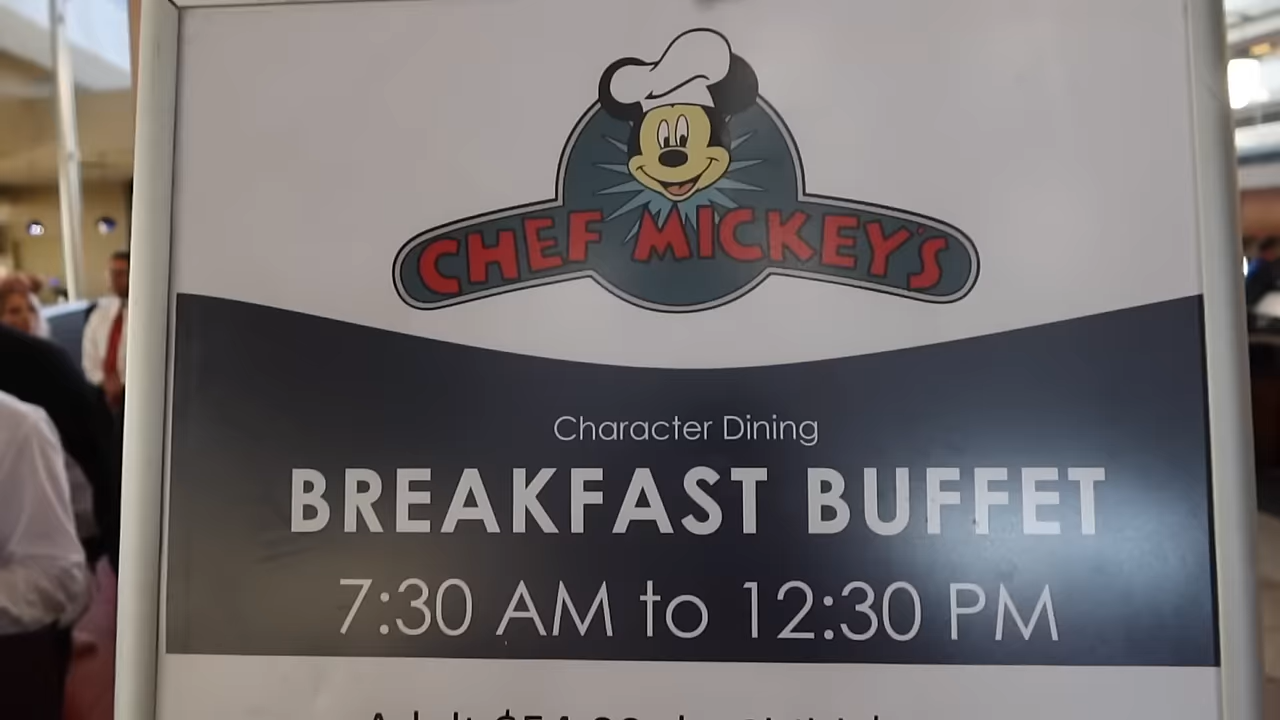 CHEF MICKEY'S
Character Dining
BREAKFAST BUFFET
7:30 AM to 12:30 PM